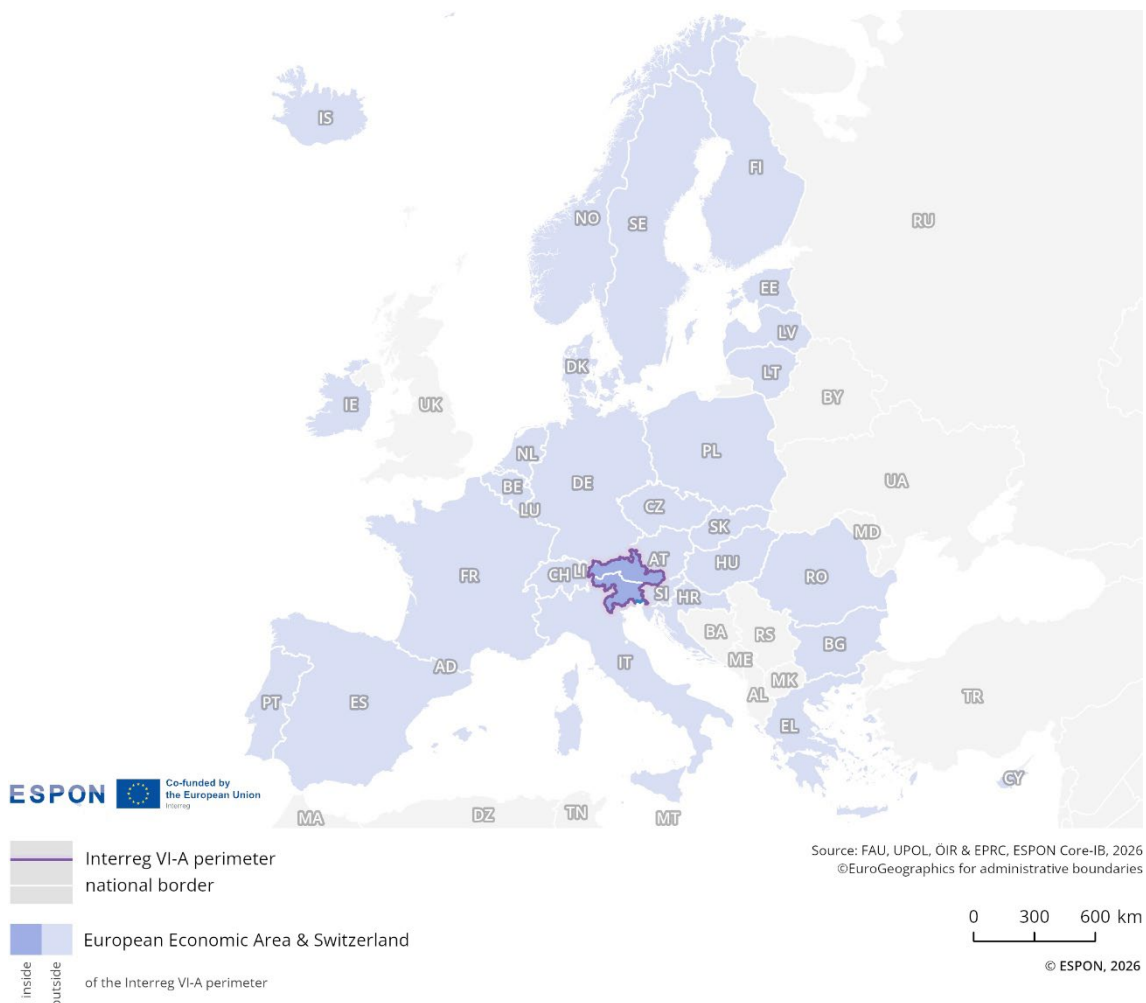 IS
FI
NO
SE
RU
EE
LV
DK
LT
IE
UK
BY
NL
PL
BE
DE
UA
LU
CZ
SK
MD
AT
CH
LI
HU
FR
RO
SI
HR
BA
RS
BG
IT
ME
AD
MK
AL
PT
ES
TR
EL
CY
MA
DZ
TN
MT
ESPON
Co-funded by
the European Union
Interreg
Interreg VI-A perimeter
national border
European Economic Area & Switzerland
inside
outside
of the Interreg VI-A perimeter
Source: FAU, UPOL, ÖIR & EPRC, ESPON Core-IB, 2026
©EuroGeographics for administrative boundaries
0 300 600 km
© ESPON, 2026